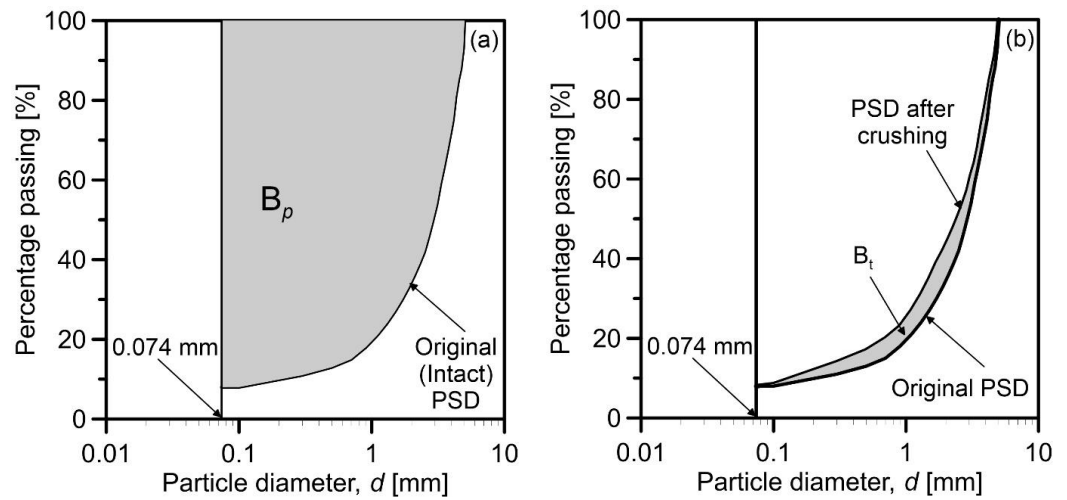 (a)
Percentage passing [%]
100
80
60
40
20
0
B_p
0.074 mm
Original
(Intact)
PSD
0.01
0.1
1
10
Particle diameter, d [mm]
(b)
Percentage passing [%]
100
80
60
40
20
0
PSD after
crushing
B_t
0.074 mm
Original PSD
0.01
0.1
1
10
Particle diameter, d [mm]